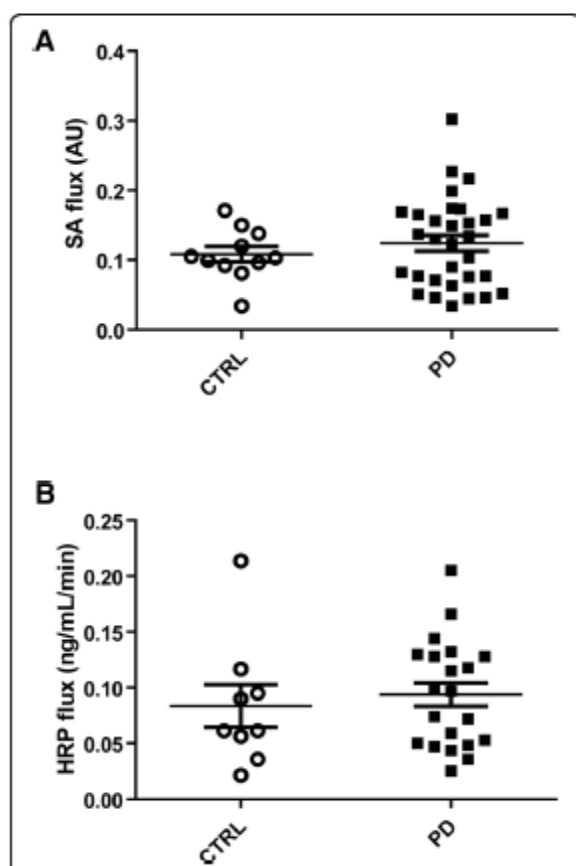 A
SA flux (AU)
0.4
0.3
0.2
0.1
0.0
CTRL
PD
B
HRP flux (ng/mL/min)
0.25
0.20
0.15
0.10
0.05
0.00
CTRL
PD